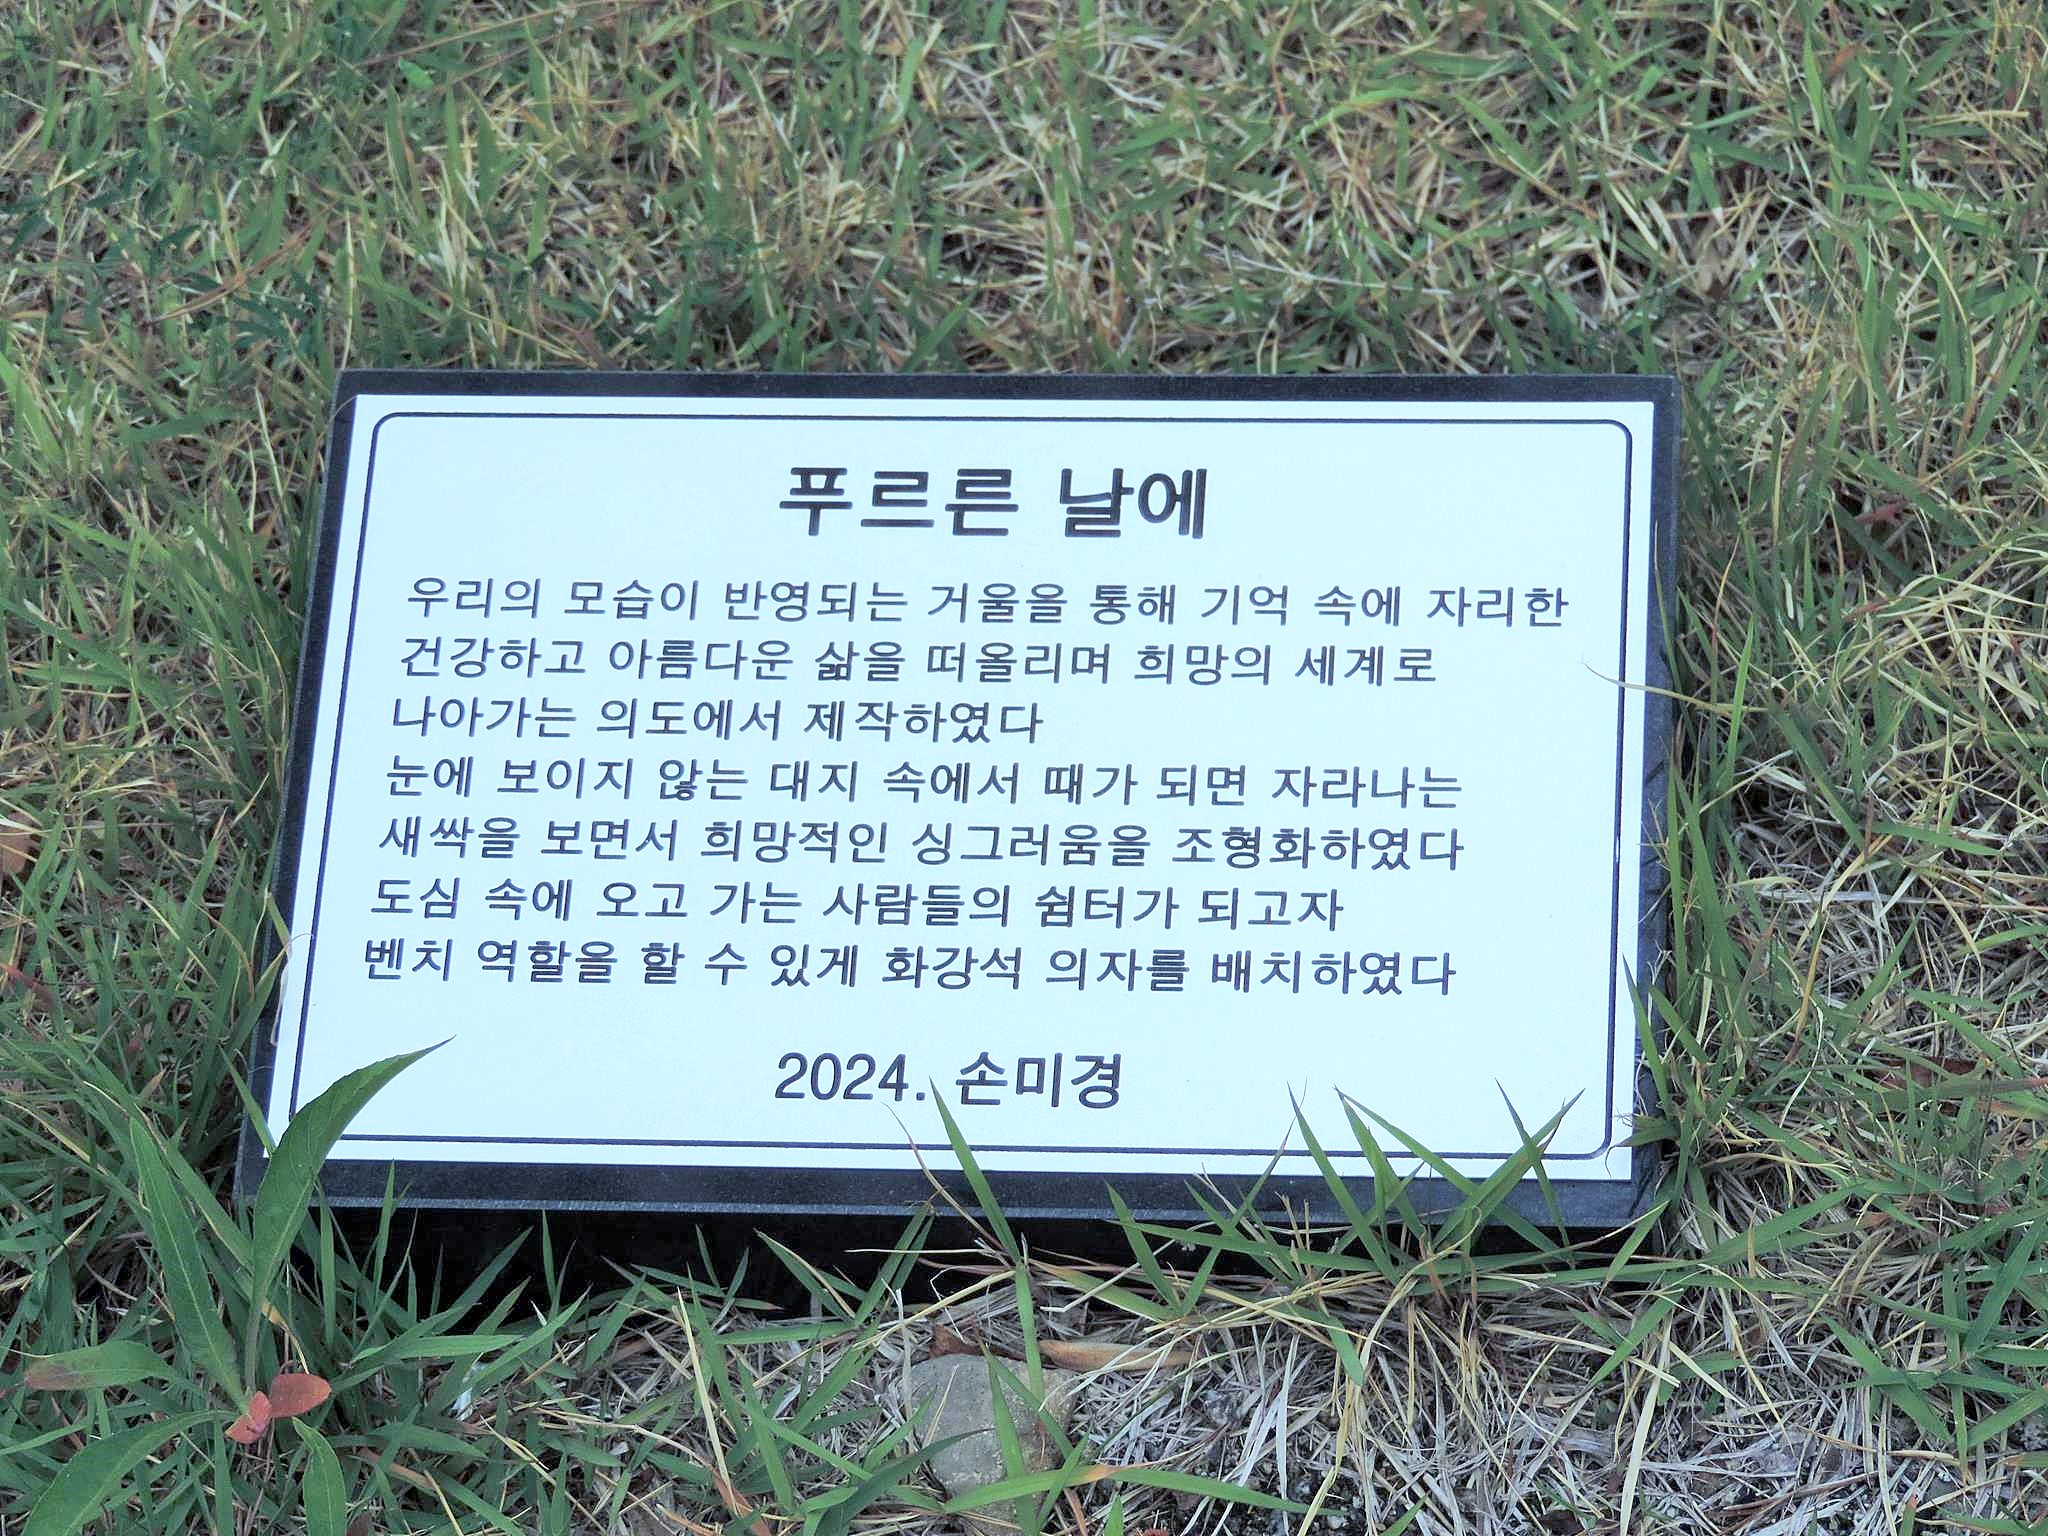 푸르른 날에
우리의 모습이 반영되는 거울을 통해 기억 속에 자리한
건강하고 아름다운 삶을 떠올리며 희망의 세계로
나아가는 의도에서 제작하였다
눈에 보이지 않는 대지 속에서 때가 되면 자라나는
새싹을 보면서 희망적인 싱그러움을 조형화하였다
도심 속에 오고 가는 사람들의 쉼터가 되고자
벤치 역할을 할 수 있게 화강석 의자를 배치하였다
2024. 손미경